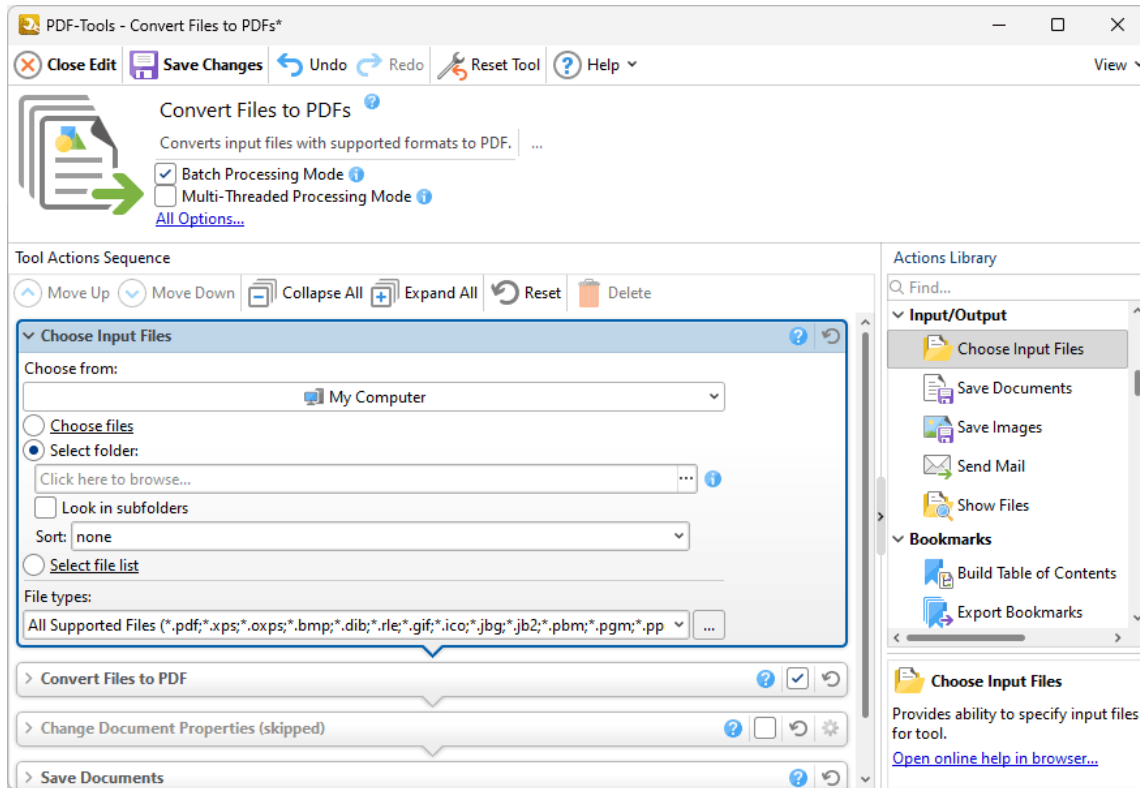 PDF-Tools - Convert Files to PDFs*
Close Edit Save Changes Undo Redo Reset Tool ? Help View
Convert Files to PDFs ?
Converts input files with supported formats to PDF. ...
Batch Processing Mode i
Multi-Threaded Processing Mode i
All Options...
Tool Actions Sequence
Move Up Move Down Collapse All Expand All Reset Delete
Choose Input Files ?
Choose from:
My Computer
Choose files
Select folder:
Click here to browse... ... i
Look in subfolders
Sort: none
Select file list
File types:
All Supported Files (*.pdf;*.xps;*.oxps;*.bmp;*.dib;*.rle;*.gif;*.ico;*.jbg;*.jb2;*.pbm;*.pgm;*.pp ...
Convert Files to PDF ?
Change Document Properties (skipped) ?
Save Documents ?
Actions Library
Find...
Input/Output
Choose Input Files
Save Documents
Save Images
Send Mail
Show Files
Bookmarks
Build Table of Contents
Export Bookmarks
Choose Input Files
Provides ability to specify input files
for tool.
Open online help in browser...